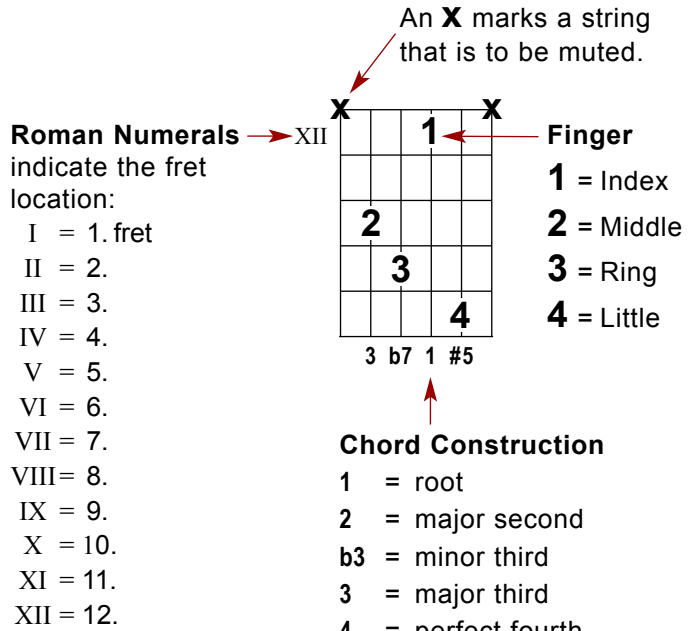 An X marks a string
that is to be muted.
Roman Numerals
indicate the fret
location:
I = 1. fret
II = 2.
III = 3.
IV = 4.
V = 5.
VI = 6.
VII = 7.
VIII = 8.
IX = 9.
X = 10.
XI = 11.
XII = 12.
X X
XII
1
2
3
4
3 b7 1 #5
Finger
1 = Index
2 = Middle
3 = Ring
4 = Little
Chord Construction
1 = root
2 = major second
b3 = minor third
3 = major third
4 = perfect fourth